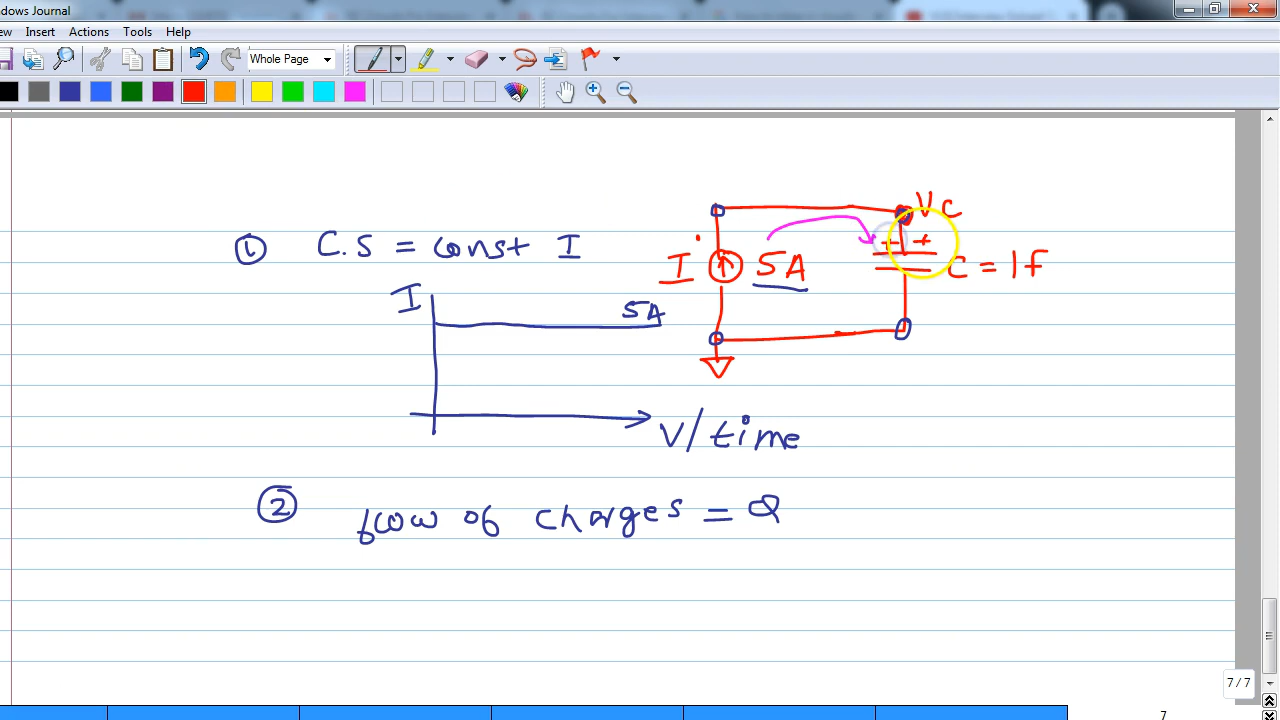 ndows Journal
ew Insert Actions Tools Help
Whole Page
① C.S = const I
I
5A
V/time
I 5A
Vc
+ +
C = 1f
② flow of charges = Q
7 / 7
7